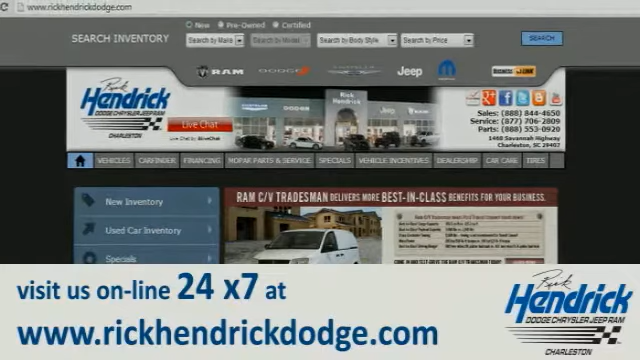 www.rickhendrickdodge.com
New Pre-Owned Certified
SEARCH INVENTORY Search by Make Search by Model Search by Body Style Search by Price SEARCH
RAM DODGE CHRYSLER Jeep BUSINESS LINK
Rick
Hendrick
DODGE CHRYSLER JEEP RAM
CHARLESTON
Live Chat
Rick
Hendrick
Sales: (888) 844-4650
Service: (877) 706-2809
Parts: (888) 553-0920
1468 Savannah Highway
Charleston, SC 29407
VEHICLES CARFINDER FINANCING MOPAR PARTS & SERVICE SPECIALS VEHICLE INCENTIVES DEALERSHIP CAR CARE TIRES
New Inventory
Used Car Inventory
Specials
RAM C/V TRADESMAN DELIVERS MORE BEST-IN-CLASS BENEFITS FOR YOUR BUSINESS.
visit us on-line 24 x7 at
www.rickhendrickdodge.com
Rick
Hendrick
DODGE CHRYSLER JEEP RAM
CHARLESTON